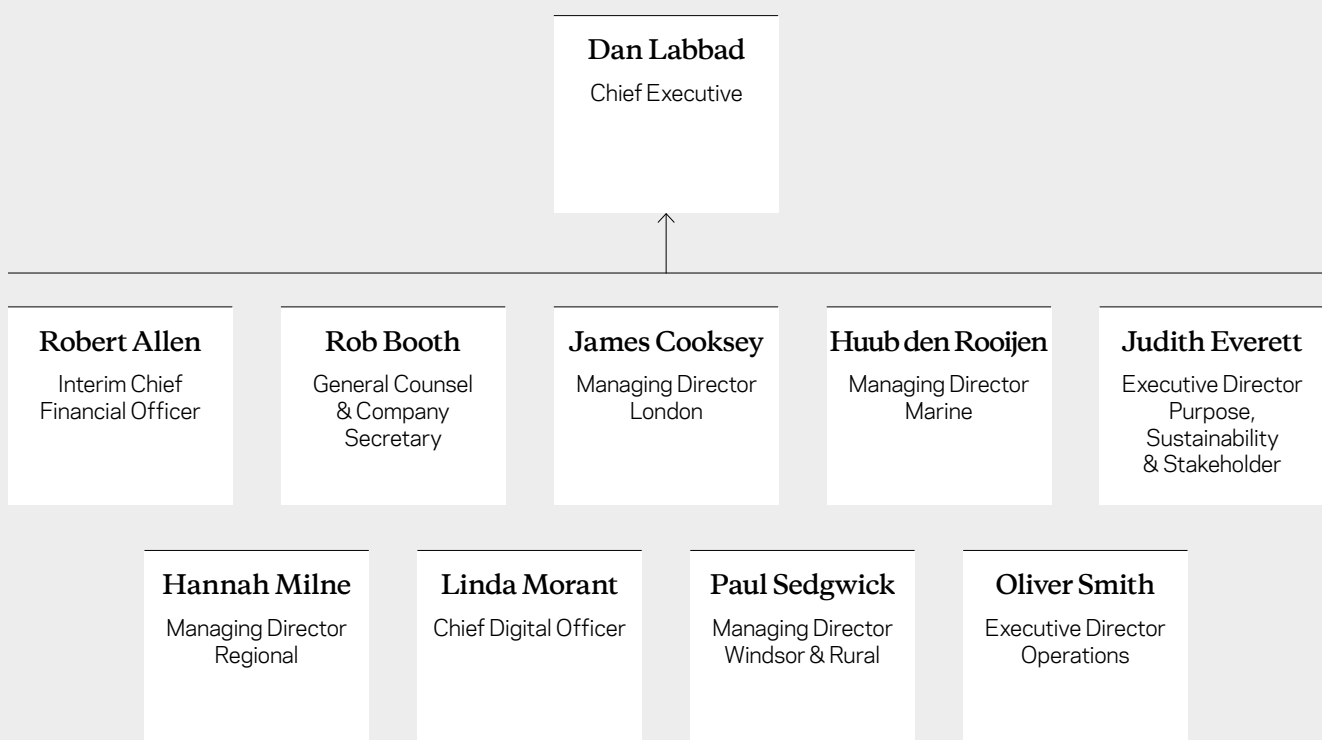 Dan Labbad
Chief Executive
Robert Allen
Interim Chief
Financial Officer
Rob Booth
General Counsel
& Company
Secretary
James Cooksey
Managing Director
London
Huub den Rooijen
Managing Director
Marine
Judith Everett
Executive Director
Purpose,
Sustainability
& Stakeholder
Hannah Milne
Managing Director
Regional
Linda Morant
Chief Digital Officer
Paul Sedgwick
Managing Director
Windsor & Rural
Oliver Smith
Executive Director
Operations